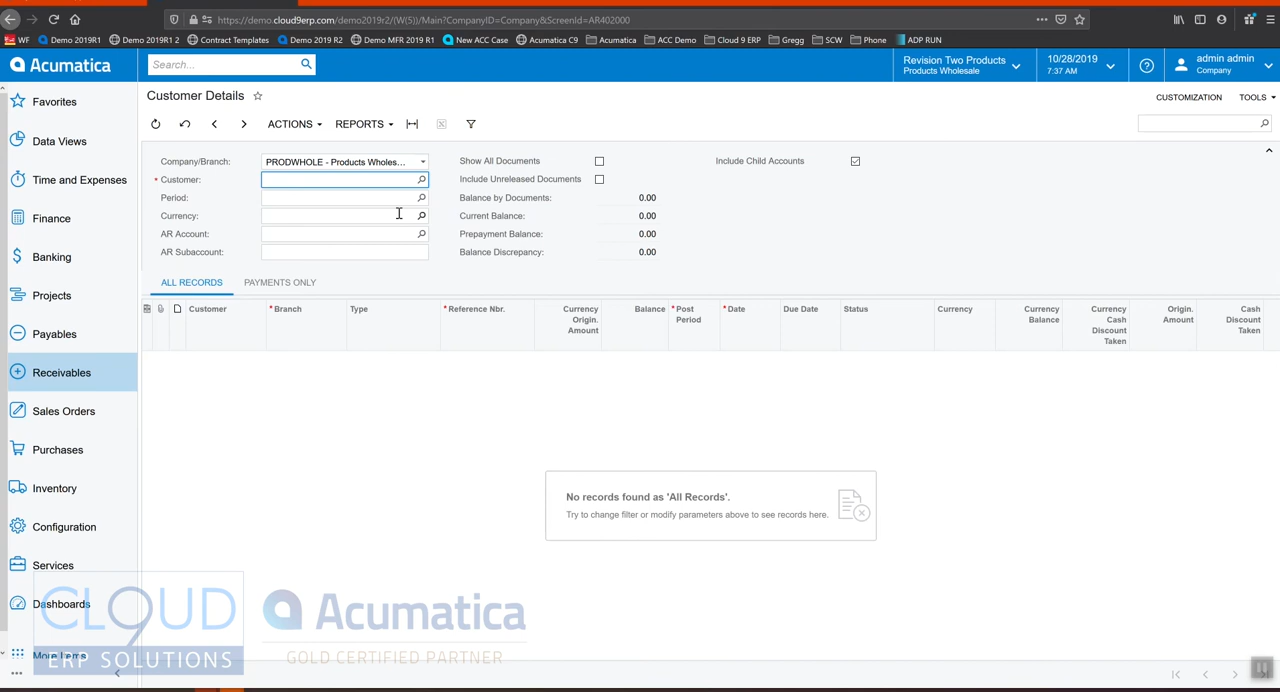 https://demo.cloud9erp.com/demo2019r2/(W(5))/Main?CompanyID=Company&ScreenId=AR402000
WF Demo 2019R1 Demo 2019R1 2 Contract Templates Demo 2019 R2 Demo MFR 2019 R1 New ACC Case Acumatica C9 Acumatica ACC Demo Cloud 9 ERP Gregg SCW Phone ADP RUN
Acumatica
Search...
Revision Two Products
Products Wholesale
10/28/2019
7:37 AM
admin admin
Company
Favorites
Data Views
Time and Expenses
Finance
Banking
Projects
Payables
Receivables
Sales Orders
Purchases
Inventory
Configuration
Services
Dashboards
More Items
Customer Details
CUSTOMIZATION TOOLS
ACTIONS REPORTS
Company/Branch: PRODWHOLE - Products Wholes...
* Customer:
Period:
Currency:
AR Account:
AR Subaccount:
Show All Documents
Include Unreleased Documents
Balance by Documents: 0.00
Current Balance: 0.00
Prepayment Balance: 0.00
Balance Discrepancy: 0.00
Include Child Accounts
ALL RECORDS PAYMENTS ONLY
Customer
* Branch
Type
* Reference Nbr.
Currency
Origin.
Amount
Balance
* Post
Period
* Date
Due Date
Status
Currency
Currency
Balance
Currency
Cash
Discount
Taken
Origin.
Amount
Cash
Discount
Taken
No records found as 'All Records'.
Try to change filter or modify parameters above to see records here.
CLOUD
9
ERP SOLUTIONS
Acumatica
GOLD CERTIFIED PARTNER